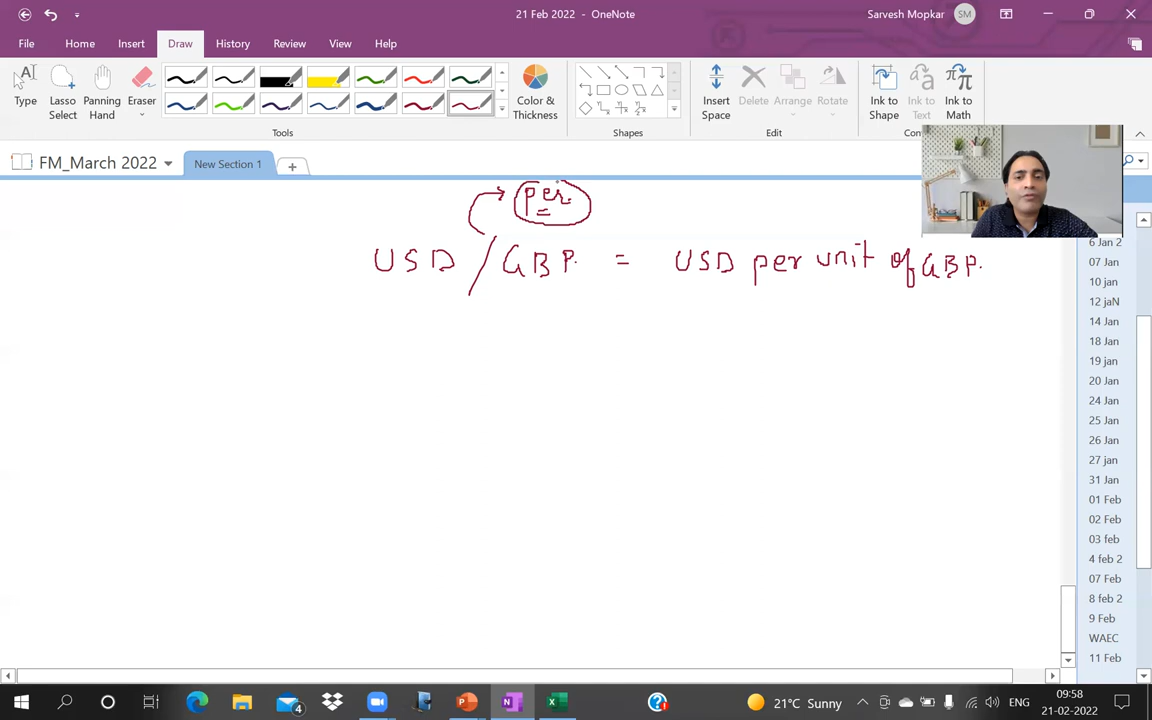 21 Feb 2022 - OneNote
Sarvesh Mopkar SM
File Home Insert Draw History Review View Help
Type Lasso Select Panning Hand Eraser Color & Thickness Insert Space Delete Arrange Rotate Ink to Shape Ink to Text Ink to Math
Tools Shapes Edit
FM_March 2022 New Section 1
per
USD / GBP. = USD per unit of GBP.
6 Jan 2
07 Jan
10 jan
12 jaN
14 Jan
18 Jan
19 jan
20 Jan
24 Jan
25 Jan
26 Jan
27 jan
31 Jan
01 Feb
02 Feb
03 feb
4 feb 2
07 Feb
8 feb 2
9 Feb
WAEC
11 Feb
4 21°C Sunny ENG 09:58
21-02-2022